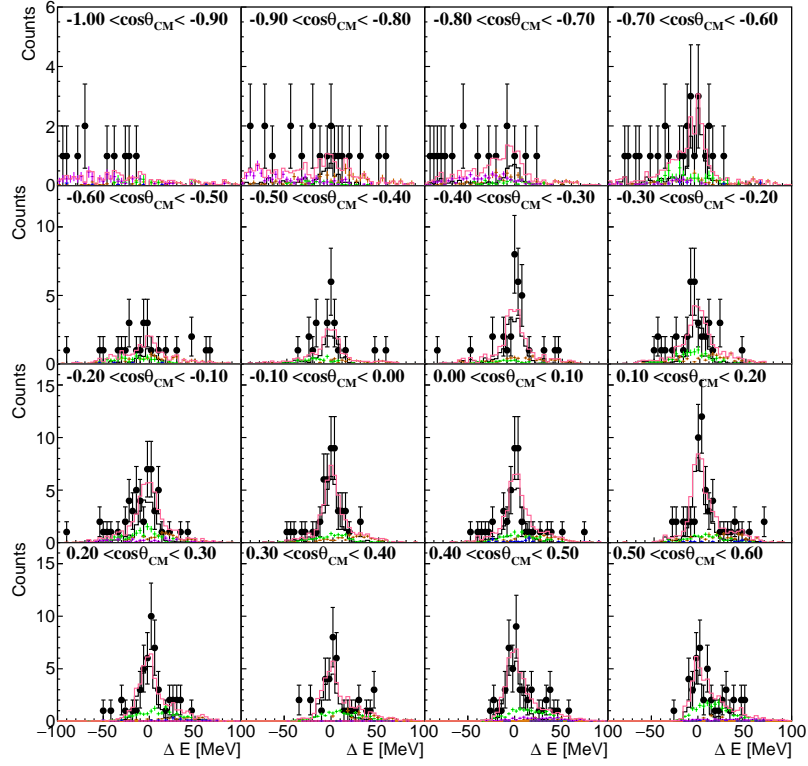 Counts
6
4
2
0
-1.00 <cosθCM< -0.90
-0.90 <cosθCM< -0.80
-0.80 <cosθCM< -0.70
-0.70 <cosθCM< -0.60
Counts
10
5
0
-0.60 <cosθCM< -0.50
-0.50 <cosθCM< -0.40
-0.40 <cosθCM< -0.30
-0.30 <cosθCM< -0.20
Counts
15
10
5
0
-0.20 <cosθCM< -0.10
-0.10 <cosθCM< 0.00
0.00 <cosθCM< 0.10
0.10 <cosθCM< 0.20
Counts
15
10
5
0
0.20 <cosθCM< 0.30
0.30 <cosθCM< 0.40
0.40 <cosθCM< 0.50
0.50 <cosθCM< 0.60
−100 −50 0 50 100 −50 0 50 100 −50 0 50 100 −50 0 50 100
Δ E [MeV] Δ E [MeV] Δ E [MeV] Δ E [MeV]